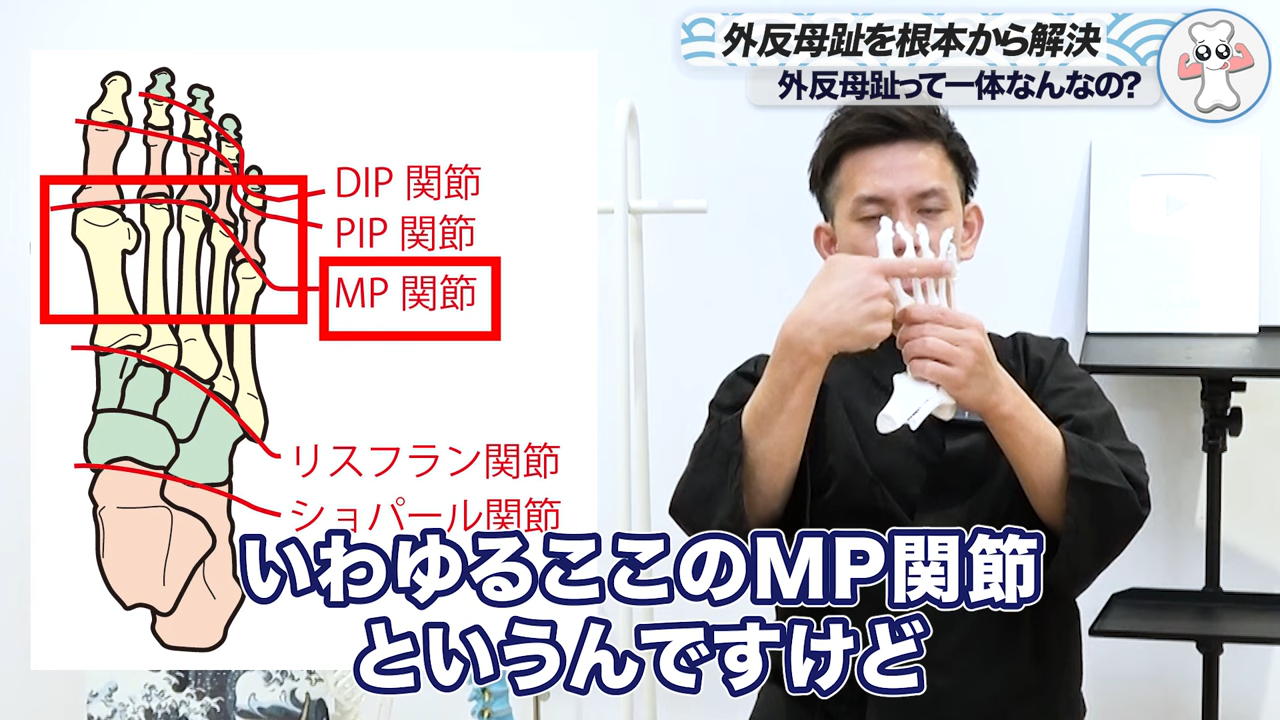 外反母趾を根本から解決
外反母趾って一体なんなの?
DIP 関節
PIP 関節
MP 関節
リスフラン関節
ショパール関節
いわゆるここのMP関節
というんですけど